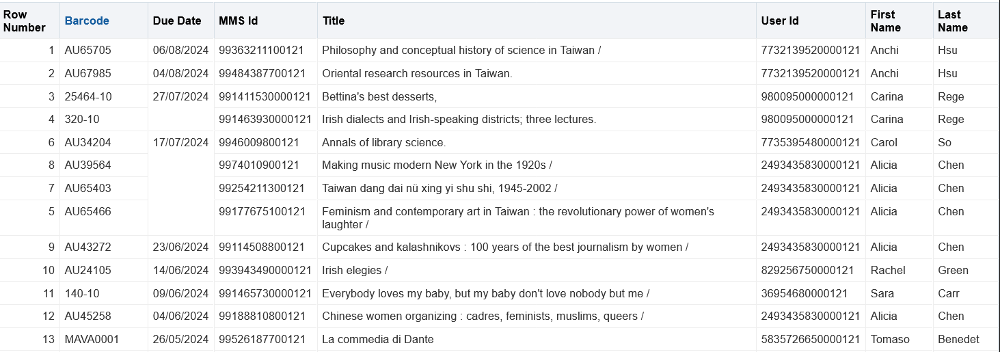 Row Number Barcode Due Date MMS Id Title User Id First Name Last Name
1 AU65705 06/08/2024 99363211100121 Philosophy and conceptual history of science in Taiwan / 7732139520000121 Anchi Hsu
2 AU67985 04/08/2024 99484387700121 Oriental research resources in Taiwan. 7732139520000121 Anchi Hsu
3 25464-10 27/07/2024 991411530000121 Bettina's best desserts, 980095000000121 Carina Rege
4 320-10 991463930000121 Irish dialects and Irish-speaking districts; three lectures. 980095000000121 Carina Rege
6 AU34204 17/07/2024 9946009800121 Annals of library science. 7735395480000121 Carol So
8 AU39564 9974010900121 Making music modern New York in the 1920s / 2493435830000121 Alicia Chen
7 AU65403 99254211300121 Taiwan dang dai nü xing yi shu shi, 1945-2002 / 2493435830000121 Alicia Chen
5 AU65466 99177675100121 Feminism and contemporary art in Taiwan : the revolutionary power of women's 2493435830000121 Alicia Chen
laughter /
9 AU43272 23/06/2024 99114508800121 Cupcakes and kalashnikovs : 100 years of the best journalism by women / 2493435830000121 Alicia Chen
10 AU24105 14/06/2024 993943490000121 Irish elegies / 829256750000121 Rachel Green
11 140-10 09/06/2024 991465730000121 Everybody loves my baby, but my baby don't love nobody but me / 36954680000121 Sara Carr
12 AU45258 04/06/2024 99188810800121 Chinese women organizing : cadres, feminists, muslims, queers / 2493435830000121 Alicia Chen
13 MAVA0001 26/05/2024 99526187700121 La commedia di Dante 5835726650000121 Tomaso Benedet